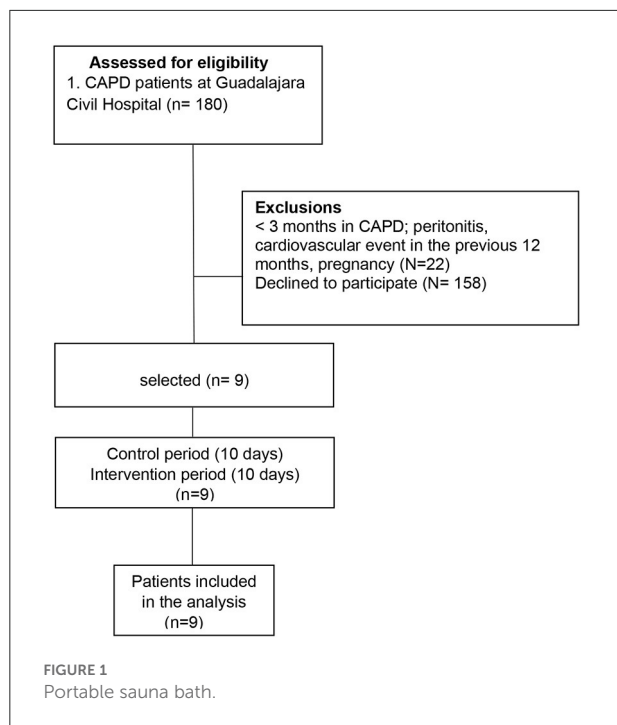 Assessed for eligibility
1. CAPD patients at Guadalajara
Civil Hospital (n= 180)
Exclusions
< 3 months in CAPD; peritonitis,
cardiovascular event in the previous 12
months, pregnancy (N=22)
Declined to participate (N= 158)
selected (n= 9)
Control period (10 days)
Intervention period (10 days)
(n=9)
Patients included
in the analysis
(n=9)
FIGURE 1
Portable sauna bath.